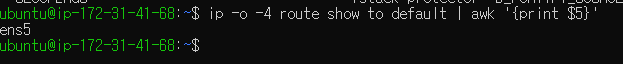 ubuntu@ip-172-31-41-68:~$ ip -o -4 route show to default | awk '{print $5}'
ens5
ubuntu@ip-172-31-41-68:~$